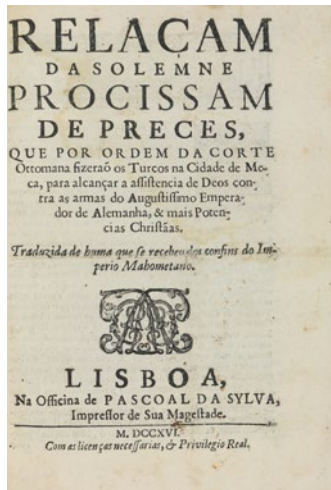 RELAÇAM
DA SOLEMNE
PROCISSAM
DE PRECES,
QUE POR ORDEM DA CORTE
Ottomana fizeraõ os Turcos na Cidade de Me-
ca, para alcançar a assistencia de Deos con-
tra as armas do Augustissimo Empera-
dor de Alemanha, & mais Poten-
cias Christãas.
Traduzida de huma que se recebeu dos confins do Im-
perio Mahometano.
LISBOA,
Na Officina de PASCOAL DA SYLVA,
Impressor de Sua Magestade.
M. DCCXVI.
Com as licenças necessarias, & Privilegio Real.